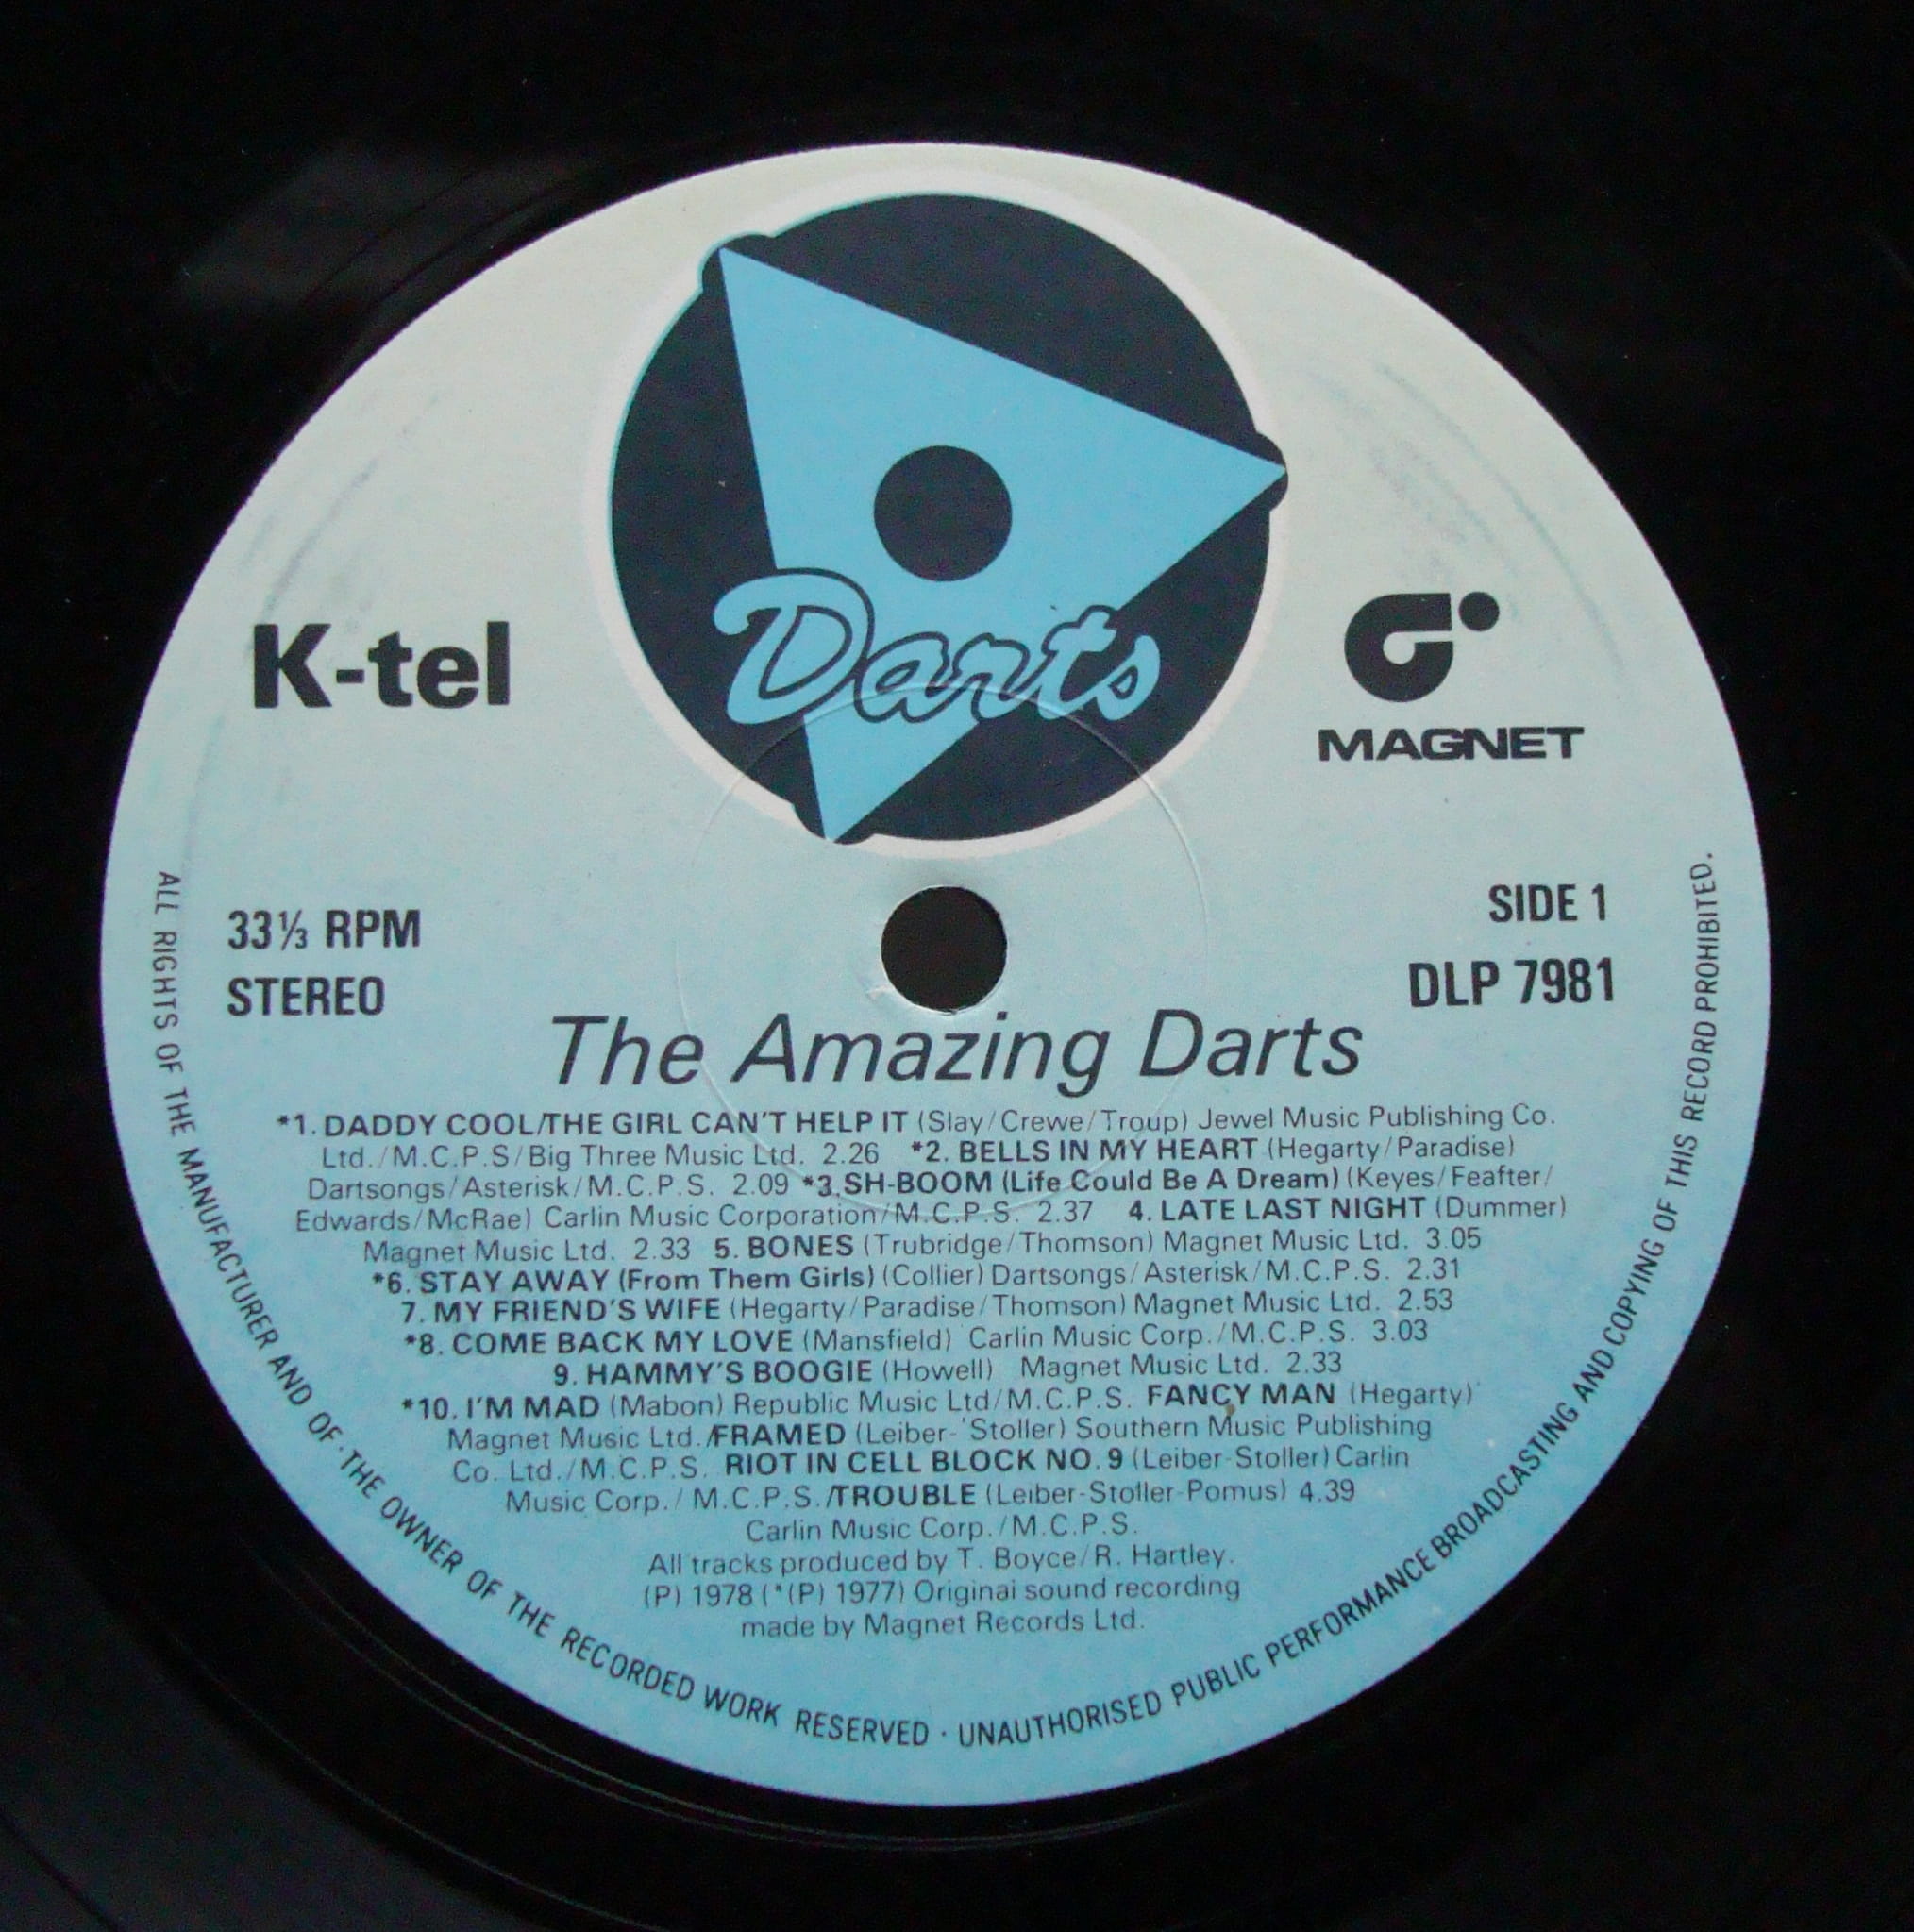 Darts
K-tel
MAGNET
33⅓ RPM
STEREO
SIDE 1
DLP 7981
The Amazing Darts
*1. DADDY COOL/THE GIRL CAN'T HELP IT (Slay/Crewe/Troup) Jewel Music Publishing Co.
Ltd./M.C.P.S/Big Three Music Ltd. 2.26 *2. BELLS IN MY HEART (Hegarty/Paradise)
Dartsongs/Asterisk/M.C.P.S. 2.09 *3.SH-BOOM (Life Could Be A Dream) (Keyes/Feafter/
Edwards/McRae) Carlin Music Corporation/M.C.P.S. 2.37 4. LATE LAST NIGHT (Dummer)
Magnet Music Ltd. 2.33 5. BONES (Trubridge/Thomson) Magnet Music Ltd. 3.05
*6. STAY AWAY (From Them Girls) (Collier) Dartsongs/Asterisk/M.C.P.S. 2.31
7. MY FRIEND'S WIFE (Hegarty/Paradise/Thomson) Magnet Music Ltd. 2.53
*8. COME BACK MY LOVE (Mansfield) Carlin Music Corp./M.C.P.S. 3.03
9. HAMMY'S BOOGIE (Howell) Magnet Music Ltd. 2.33
*10. I'M MAD (Mabon) Republic Music Ltd/M.C.P.S. FANCY MAN (Hegarty)
Magnet Music Ltd./FRAMED (Leiber-Stoller) Southern Music Publishing
Co. Ltd./M.C.P.S. RIOT IN CELL BLOCK NO. 9 (Leiber-Stoller) Carlin
Music Corp./ M.C.P.S./TROUBLE (Leiber-Stoller-Pomus) 4.39
Carlin Music Corp./M.C.P.S.
All tracks produced by T. Boyce/R. Hartley.
(P) 1978 (*(P) 1977) Original sound recording
made by Magnet Records Ltd.
ALL RIGHTS OF THE MANUFACTURER AND OF · THE OWNER OF THE RECORDED WORK RESERVED · UNAUTHORISED PUBLIC PERFORMANCE BROADCASTING AND COPYING OF THIS RECORD PROHIBITED.